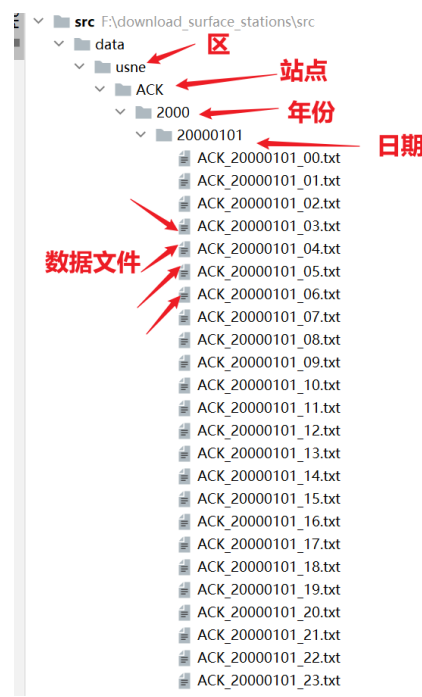 src F:\download_surface_stations\src
data
区
usne
站点
ACK
2000
年份
20000101
日期
ACK_20000101_00.txt
ACK_20000101_01.txt
ACK_20000101_02.txt
ACK_20000101_03.txt
ACK_20000101_04.txt
数据文件
ACK_20000101_05.txt
ACK_20000101_06.txt
ACK_20000101_07.txt
ACK_20000101_08.txt
ACK_20000101_09.txt
ACK_20000101_10.txt
ACK_20000101_11.txt
ACK_20000101_12.txt
ACK_20000101_13.txt
ACK_20000101_14.txt
ACK_20000101_15.txt
ACK_20000101_16.txt
ACK_20000101_17.txt
ACK_20000101_18.txt
ACK_20000101_19.txt
ACK_20000101_20.txt
ACK_20000101_21.txt
ACK_20000101_22.txt
ACK_20000101_23.txt